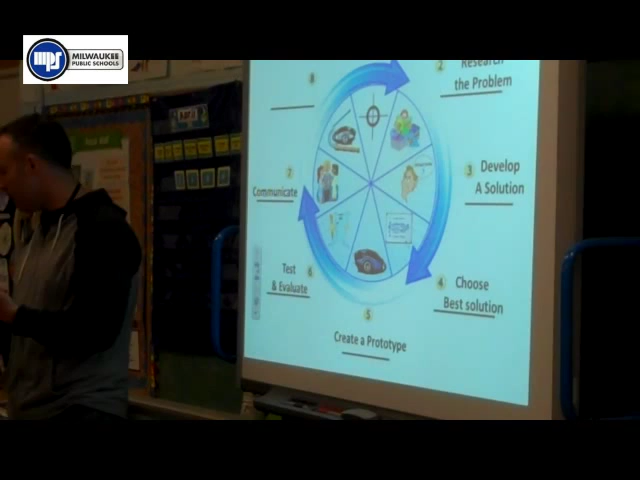 mps
MILWAUKEE
PUBLIC SCHOOLS
8
2
Research
the Problem
3
Develop
A Solution
4
Choose
Best solution
5
Create a Prototype
6
Test
& Evaluate
7
Communicate